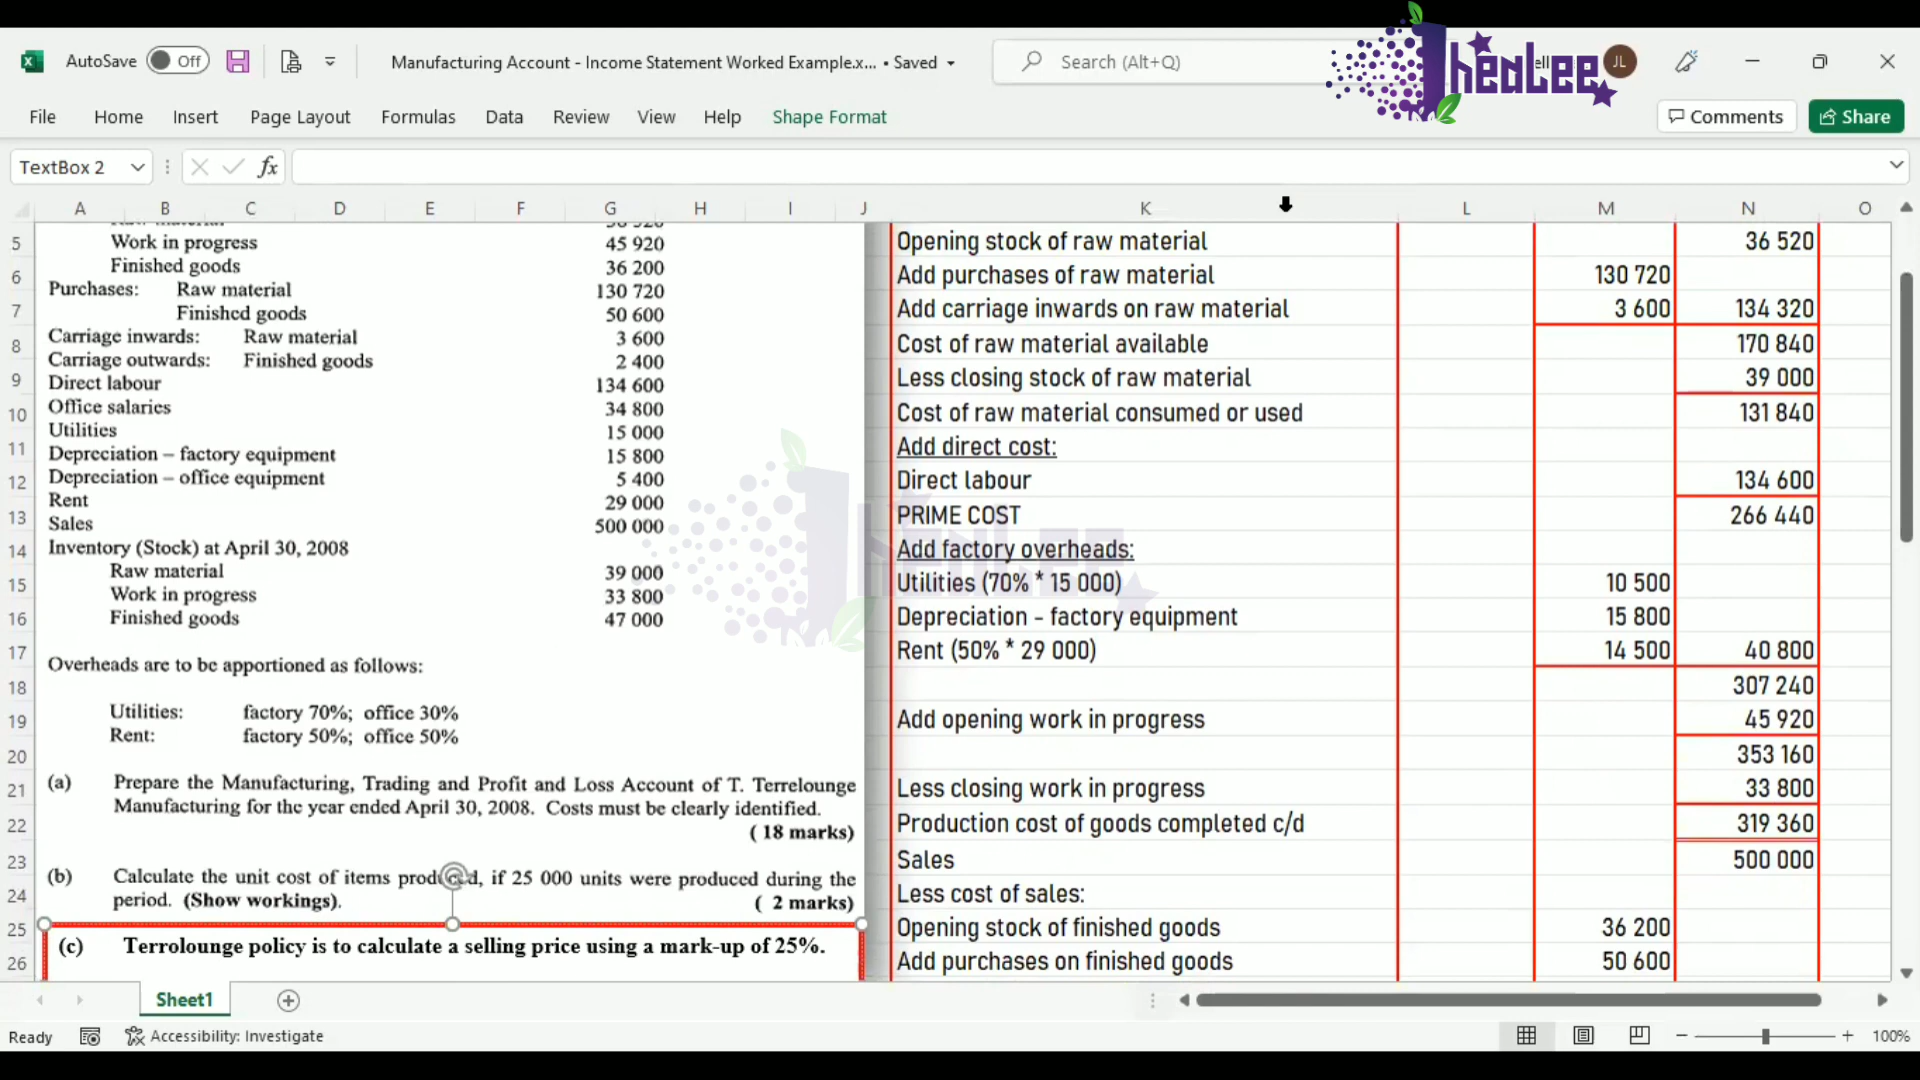 1henLee
AutoSave Off Manufacturing Account - Income Statement Worked Example.x... • Saved Search (Alt+Q) JL
File Home Insert Page Layout Formulas Data Review View Help Shape Format Comments Share
TextBox 2 fx
A B C D E F G H I J K L M N O
5 Work in progress 45 920 Opening stock of raw material 36 520
Finished goods 36 200
6 Purchases: Raw material 130 720 Add purchases of raw material 130 720
7 Finished goods 50 600 Add carriage inwards on raw material 3 600 134 320
Carriage inwards: Raw material 3 600
8 Carriage outwards: Finished goods 2 400 Cost of raw material available 170 840
9 Direct labour 134 600 Less closing stock of raw material 39 000
10 Office salaries 34 800 Cost of raw material consumed or used 131 840
Utilities 15 000
11 Depreciation – factory equipment 15 800 Add direct cost:
12 Depreciation – office equipment 5 400 Direct labour 134 600
Rent 29 000
13 Sales 500 000 PRIME COST 266 440
14 Inventory (Stock) at April 30, 2008 Add factory overheads:
15 Raw material 39 000 Utilities (70% * 15 000) 10 500
Work in progress 33 800
16 Finished goods 47 000 Depreciation - factory equipment 15 800
17 Overheads are to be apportioned as follows: Rent (50% * 29 000) 14 500 40 800
18 307 240
19 Utilities: factory 70%; office 30% Add opening work in progress 45 920
Rent: factory 50%; office 50%
20 353 160
21 (a) Prepare the Manufacturing, Trading and Profit and Loss Account of T. Terrelounge Less closing work in progress 33 800
Manufacturing for the year ended April 30, 2008. Costs must be clearly identified.
22 ( 18 marks) Production cost of goods completed c/d 319 360
23 (b) Calculate the unit cost of items produced, if 25 000 units were produced during the Sales 500 000
24 period. (Show workings). ( 2 marks) Less cost of sales:
25 Opening stock of finished goods 36 200
26 (c) Terrolounge policy is to calculate a selling price using a mark-up of 25%. Add purchases on finished goods 50 600
Sheet1
Ready Accessibility: Investigate 100%